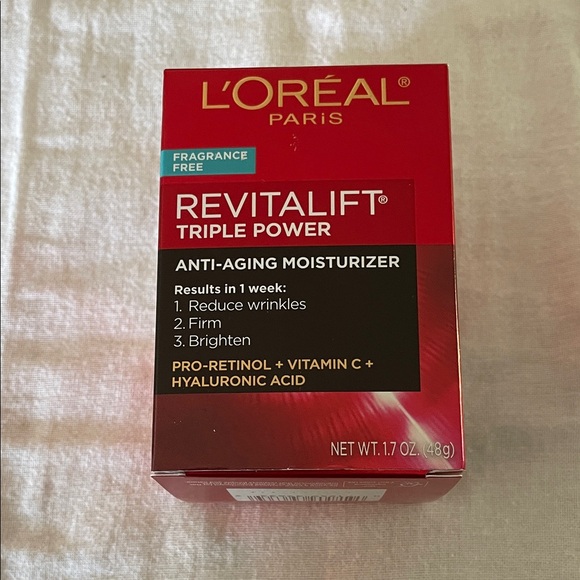 L'ORÉAL®
PARiS
FRAGRANCE
FREE
REVITALIFT®
TRIPLE POWER
ANTI-AGING MOISTURIZER
Results in 1 week:
1. Reduce wrinkles
2. Firm
3. Brighten
PRO-RETINOL + VITAMIN C +
HYALURONIC ACID
NET WT. 1.7 OZ. (48g)